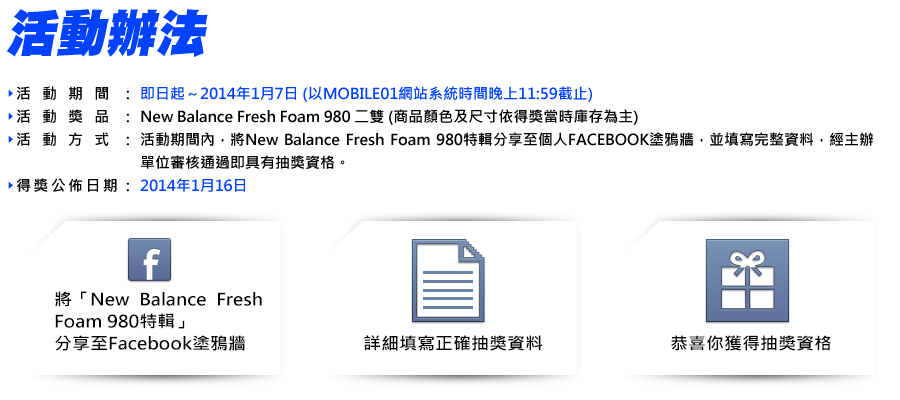 活動辦法
活動期間：即日起～2014年1月7日 (以MOBILE01網站系統時間晚上11:59截止)
活動獎品：New Balance Fresh Foam 980 二雙 (商品顏色及尺寸依得獎當時庫存為主)
活動方式：活動期間內，將New Balance Fresh Foam 980特輯分享至個人FACEBOOK塗鴉牆，並填寫完整資料，經主辦
單位審核通過即具有抽獎資格。
得獎公佈日期：2014年1月16日
將「New Balance Fresh
Foam 980特輯」
分享至Facebook塗鴉牆
詳細填寫正確抽獎資料
恭喜你獲得抽獎資格